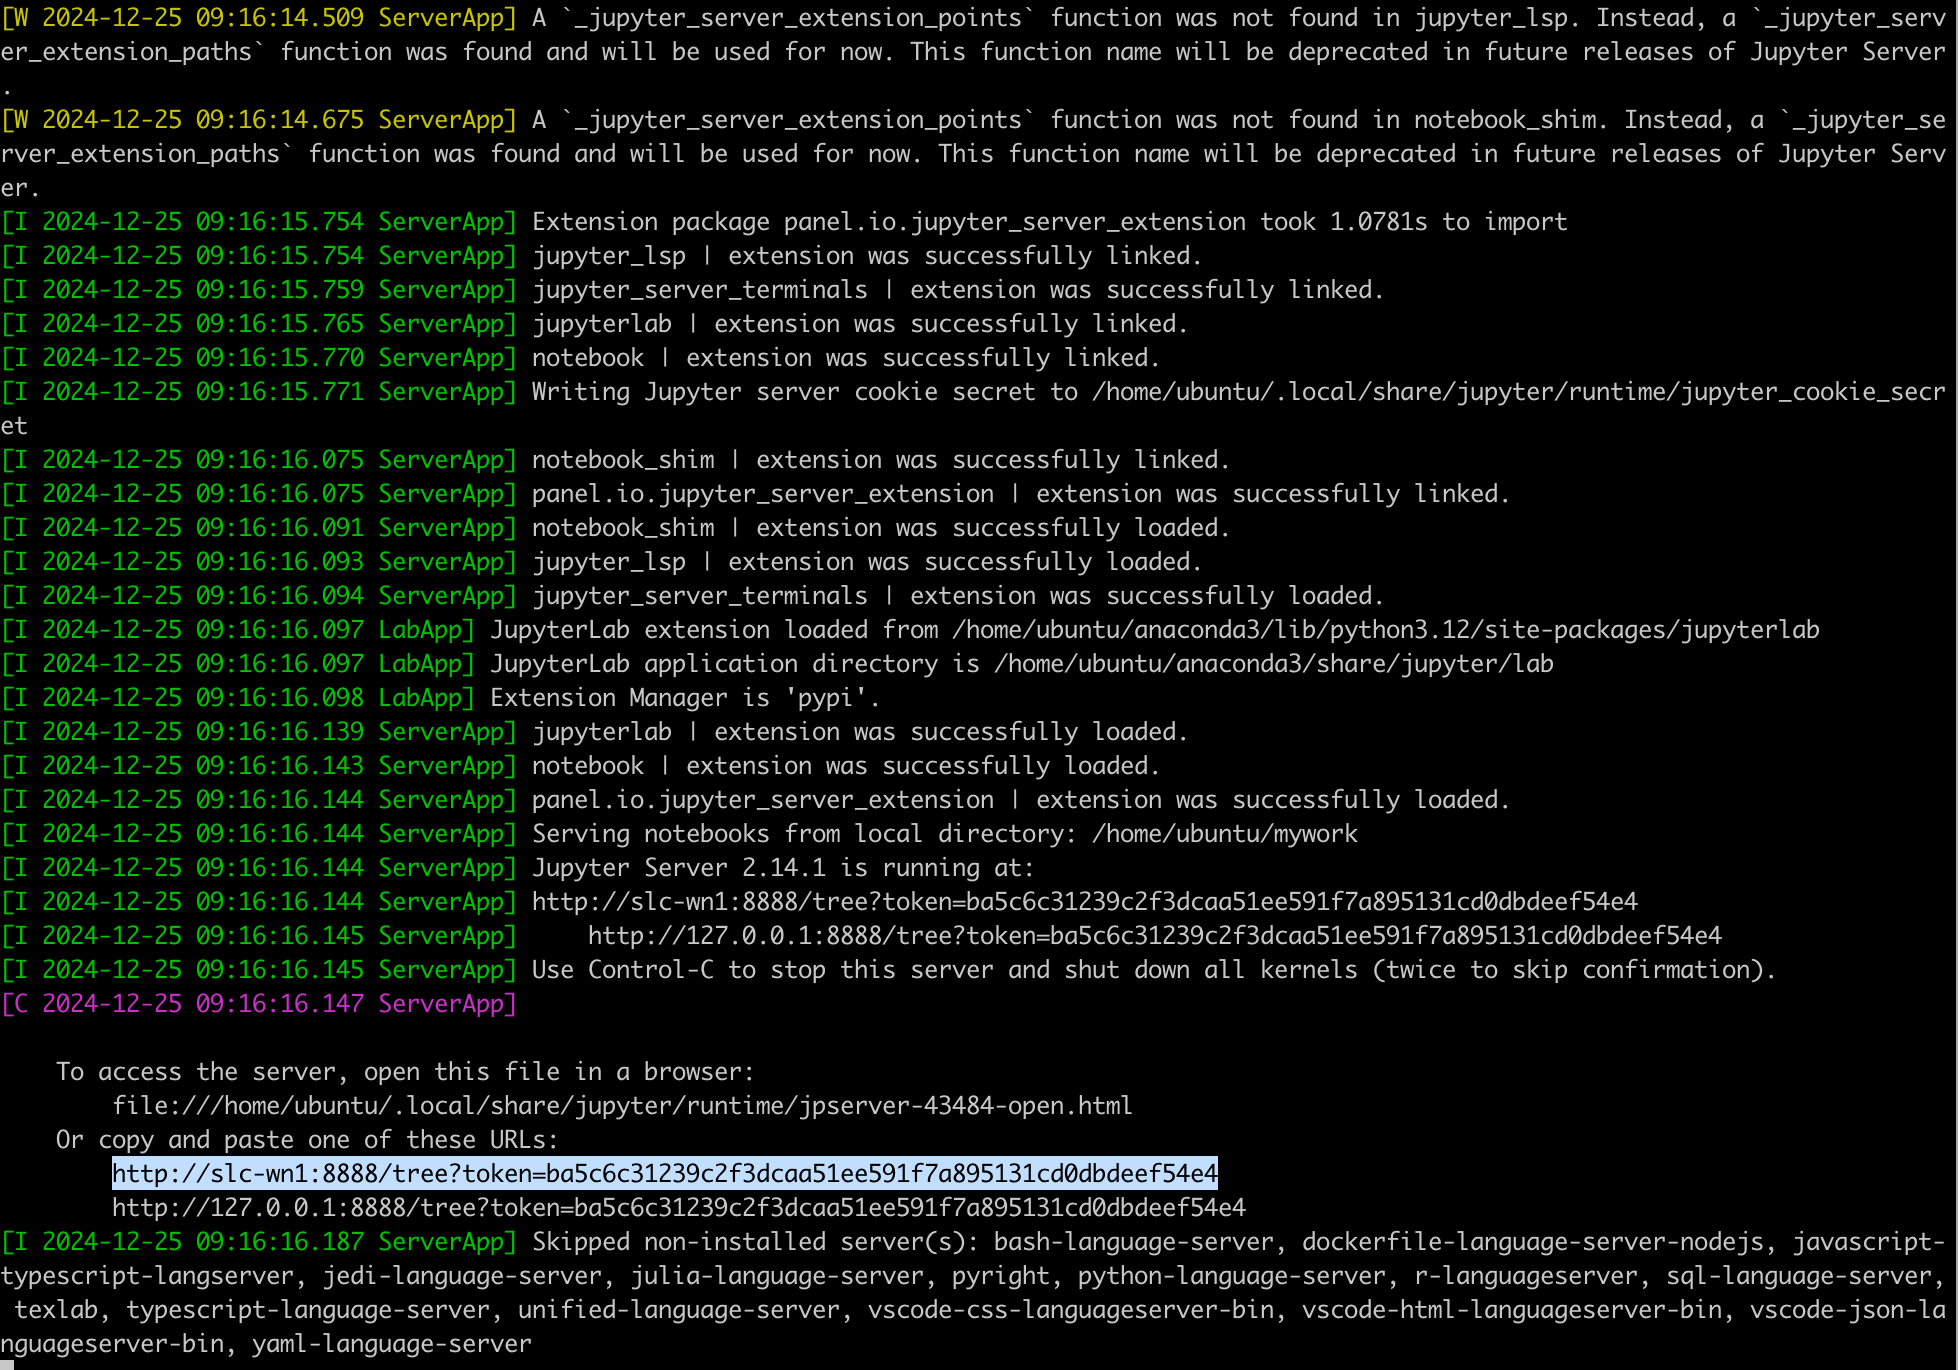 [W 2024-12-25 09:16:14.509 ServerApp] A `_jupyter_server_extension_points` function was not found in jupyter_lsp. Instead, a `_jupyter_serv
er_extension_paths` function was found and will be used for now. This function name will be deprecated in future releases of Jupyter Server
.
[W 2024-12-25 09:16:14.675 ServerApp] A `_jupyter_server_extension_points` function was not found in notebook_shim. Instead, a `_jupyter_se
rver_extension_paths` function was found and will be used for now. This function name will be deprecated in future releases of Jupyter Serv
er.
[I 2024-12-25 09:16:15.754 ServerApp] Extension package panel.io.jupyter_server_extension took 1.0781s to import
[I 2024-12-25 09:16:15.754 ServerApp] jupyter_lsp | extension was successfully linked.
[I 2024-12-25 09:16:15.759 ServerApp] jupyter_server_terminals | extension was successfully linked.
[I 2024-12-25 09:16:15.765 ServerApp] jupyterlab | extension was successfully linked.
[I 2024-12-25 09:16:15.770 ServerApp] notebook | extension was successfully linked.
[I 2024-12-25 09:16:15.771 ServerApp] Writing Jupyter server cookie secret to /home/ubuntu/.local/share/jupyter/runtime/jupyter_cookie_secr
et
[I 2024-12-25 09:16:16.075 ServerApp] notebook_shim | extension was successfully linked.
[I 2024-12-25 09:16:16.075 ServerApp] panel.io.jupyter_server_extension | extension was successfully linked.
[I 2024-12-25 09:16:16.091 ServerApp] notebook_shim | extension was successfully loaded.
[I 2024-12-25 09:16:16.093 ServerApp] jupyter_lsp | extension was successfully loaded.
[I 2024-12-25 09:16:16.094 ServerApp] jupyter_server_terminals | extension was successfully loaded.
[I 2024-12-25 09:16:16.097 LabApp] JupyterLab extension loaded from /home/ubuntu/anaconda3/lib/python3.12/site-packages/jupyterlab
[I 2024-12-25 09:16:16.097 LabApp] JupyterLab application directory is /home/ubuntu/anaconda3/share/jupyter/lab
[I 2024-12-25 09:16:16.098 LabApp] Extension Manager is 'pypi'.
[I 2024-12-25 09:16:16.139 ServerApp] jupyterlab | extension was successfully loaded.
[I 2024-12-25 09:16:16.143 ServerApp] notebook | extension was successfully loaded.
[I 2024-12-25 09:16:16.144 ServerApp] panel.io.jupyter_server_extension | extension was successfully loaded.
[I 2024-12-25 09:16:16.144 ServerApp] Serving notebooks from local directory: /home/ubuntu/mywork
[I 2024-12-25 09:16:16.144 ServerApp] Jupyter Server 2.14.1 is running at:
[I 2024-12-25 09:16:16.144 ServerApp] http://slc-wn1:8888/tree?token=ba5c6c31239c2f3dcaa51ee591f7a895131cd0dbdeef54e4
[I 2024-12-25 09:16:16.145 ServerApp]     http://127.0.0.1:8888/tree?token=ba5c6c31239c2f3dcaa51ee591f7a895131cd0dbdeef54e4
[I 2024-12-25 09:16:16.145 ServerApp] Use Control-C to stop this server and shut down all kernels (twice to skip confirmation).
[C 2024-12-25 09:16:16.147 ServerApp]
    To access the server, open this file in a browser:
        file:///home/ubuntu/.local/share/jupyter/runtime/jpserver-43484-open.html
    Or copy and paste one of these URLs:
        http://slc-wn1:8888/tree?token=ba5c6c31239c2f3dcaa51ee591f7a895131cd0dbdeef54e4
        http://127.0.0.1:8888/tree?token=ba5c6c31239c2f3dcaa51ee591f7a895131cd0dbdeef54e4
[I 2024-12-25 09:16:16.187 ServerApp] Skipped non-installed server(s): bash-language-server, dockerfile-language-server-nodejs, javascript-
typescript-langserver, jedi-language-server, julia-language-server, pyright, python-language-server, r-languageserver, sql-language-server,
 texlab, typescript-language-server, unified-language-server, vscode-css-languageserver-bin, vscode-html-languageserver-bin, vscode-json-la
nguageserver-bin, yaml-language-server